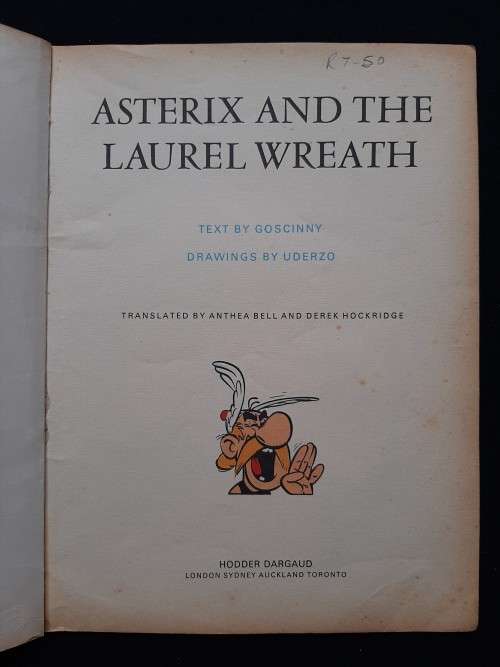 R7-50
ASTERIX AND THE
LAUREL WREATH
TEXT BY GOSCINNY
DRAWINGS BY UDERZO
TRANSLATED BY ANTHEA BELL AND DEREK HOCKRIDGE
HODDER DARGAUD
LONDON SYDNEY AUCKLAND TORONTO